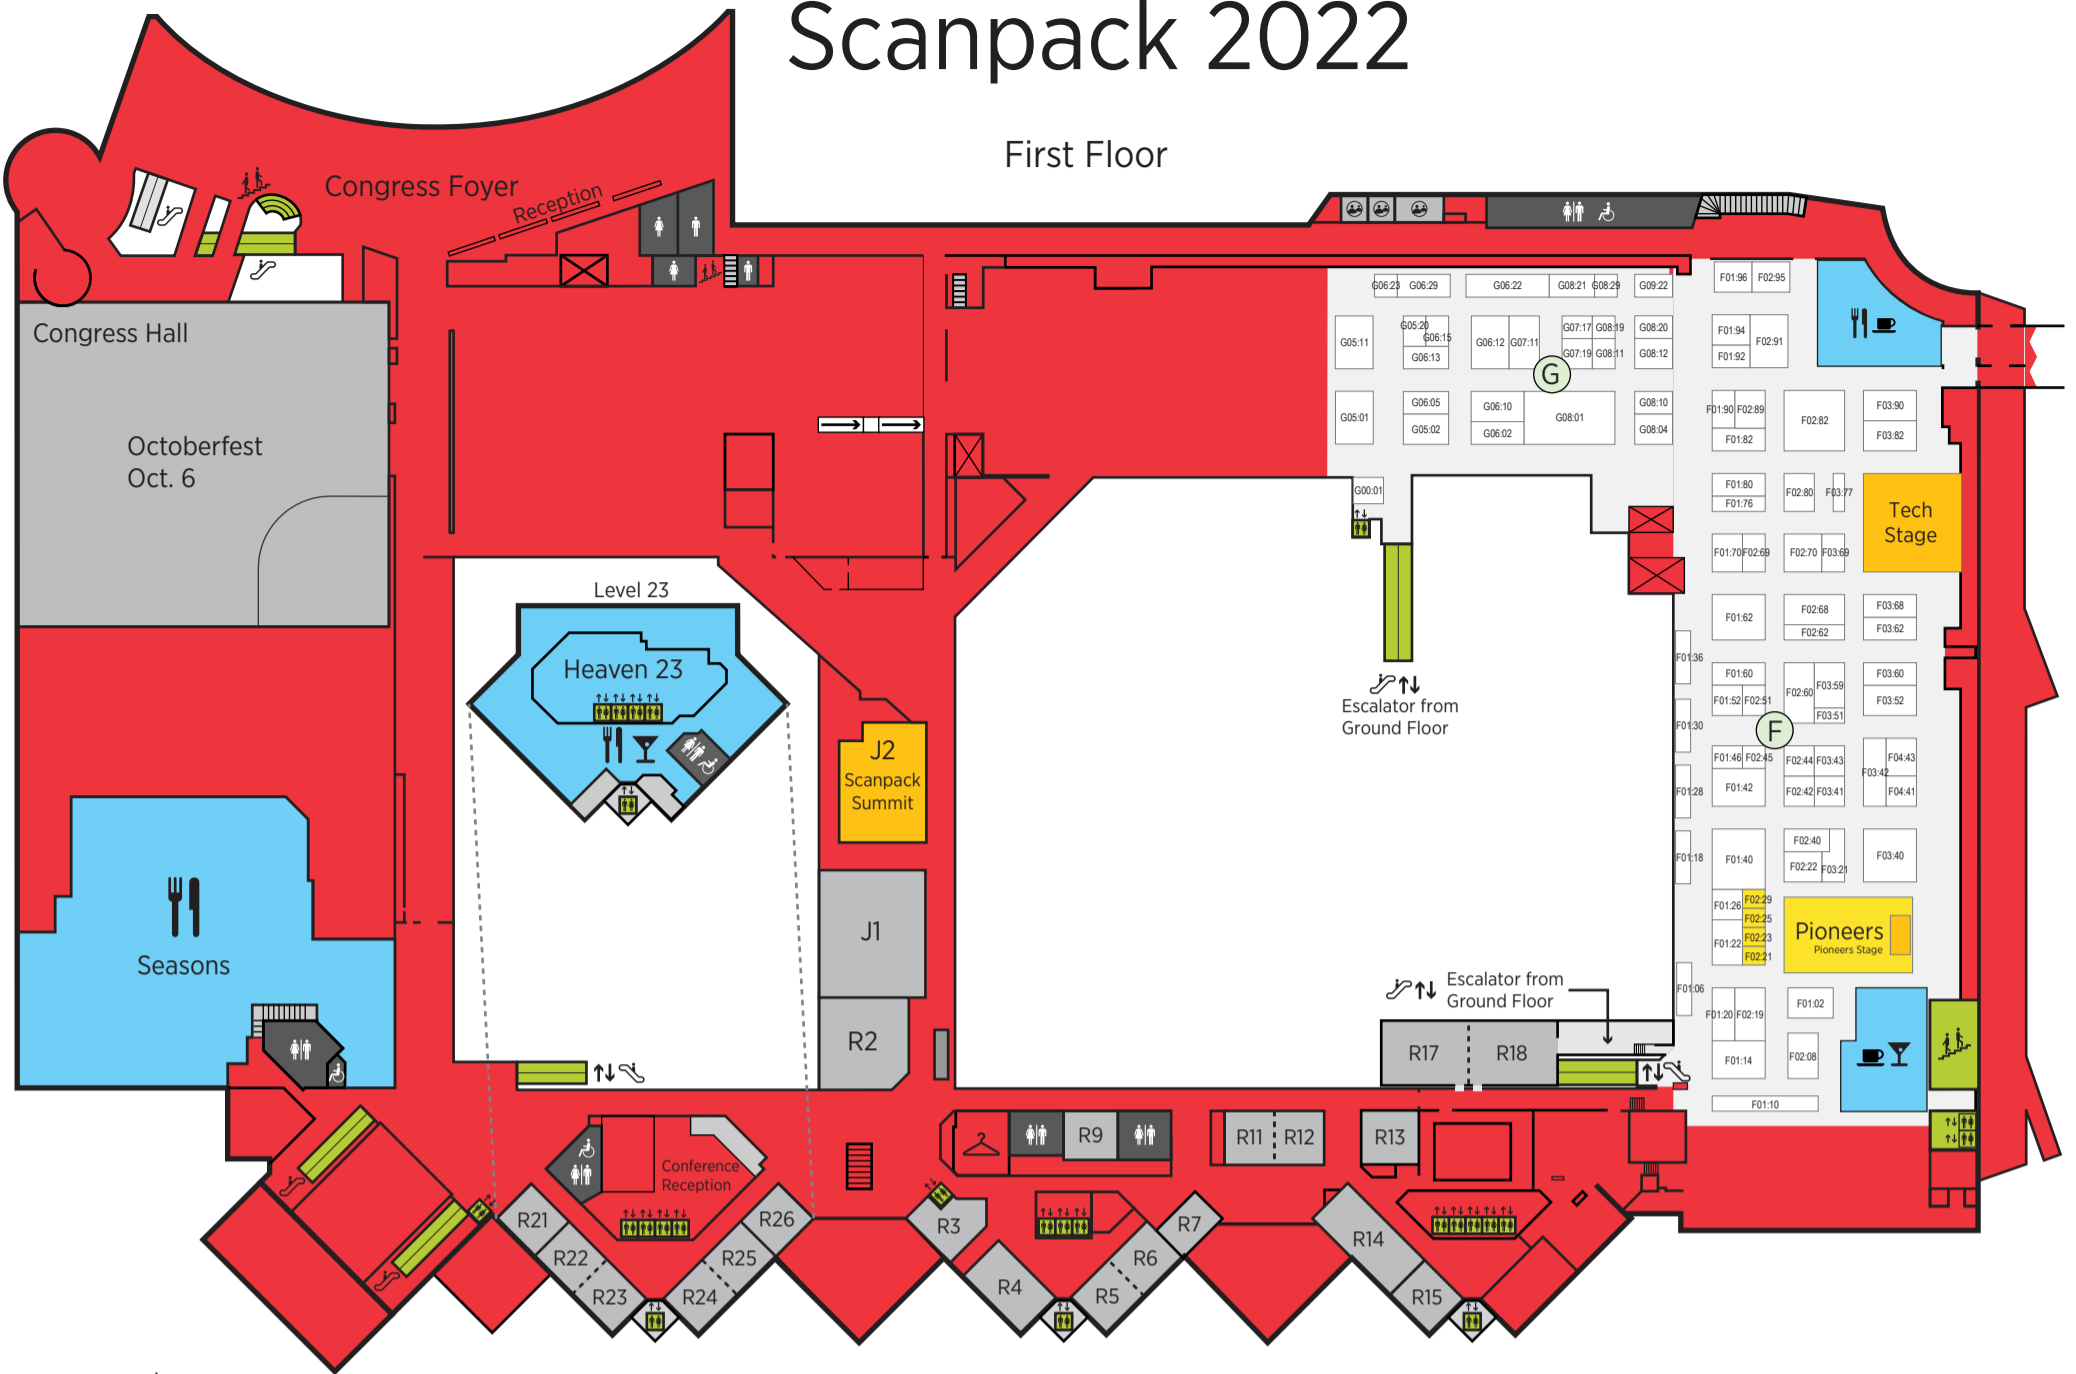 Scanpack 2022
First Floor
Congress Foyer
Reception
Congress Hall
Octoberfest
Oct. 6
Level 23
Heaven 23
J2
Scanpack
Summit
J1
R2
Seasons
Conference
Reception
R21
R22
R23
R24
R25
R26
R3
R4
R5
R6
R7
R9
R11
R12
R13
R14
R15
R17
R18
Escalator from
Ground Floor
Escalator from
Ground Floor
G06:23
G06:29
G06:22
G08:21
G08:29
G09:22
G05:11
G05:20
G06:15
G06:13
G06:12
G07:11
G07:17
G08:19
G07:19
G08:11
G08:20
G08:12
G
G05:01
G06:05
G05:02
G06:10
G06:02
G08:01
G08:10
G08:04
G00:01
F01:96
F02:95
F01:94
F01:92
F02:91
F01:90
F02:89
F01:82
F02:82
F03:90
F03:82
F01:80
F01:76
F02:80
F03:77
Tech
Stage
F01:70
F02:69
F02:70
F03:69
F01:62
F02:68
F02:62
F03:68
F03:62
F01:36
F01:60
F01:52
F02:51
F02:60
F03:59
F03:51
F03:60
F03:52
F01:30
F
F01:46
F02:45
F01:42
F02:44
F03:43
F02:42
F03:41
F03:42
F04:43
F04:41
F01:28
F01:18
F01:40
F02:40
F02:22
F03:21
F03:40
F01:26
F02:29
F02:25
F01:22
F02:23
F02:21
Pioneers
Pioneers Stage
F01:06
F01:20
F02:19
F01:14
F01:02
F02:08
F01:10